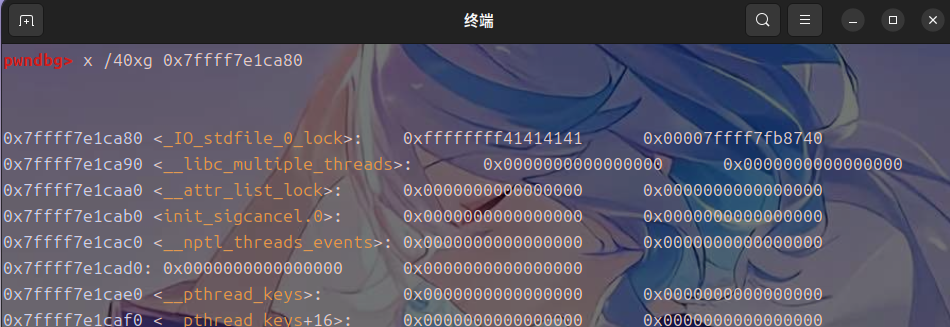 终端
pwndbg> x /40xg 0x7ffff7e1ca80
0x7ffff7e1ca80 <_IO_stdfile_0_lock>: 0xffffffff41414141 0x00007ffff7fb8740
0x7ffff7e1ca90 <__libc_multiple_threads>: 0x0000000000000000 0x0000000000000000
0x7ffff7e1caa0 <__attr_list_lock>: 0x0000000000000000 0x0000000000000000
0x7ffff7e1cab0 <init_sigcancel.0>: 0x0000000000000000 0x0000000000000000
0x7ffff7e1cac0 <__nptl_threads_events>: 0x0000000000000000 0x0000000000000000
0x7ffff7e1cad0: 0x0000000000000000 0x0000000000000000
0x7ffff7e1cae0 <__pthread_keys>: 0x0000000000000000 0x0000000000000000
0x7ffff7e1caf0 <__pthread_keys+16>: 0x0000000000000000 0x0000000000000000